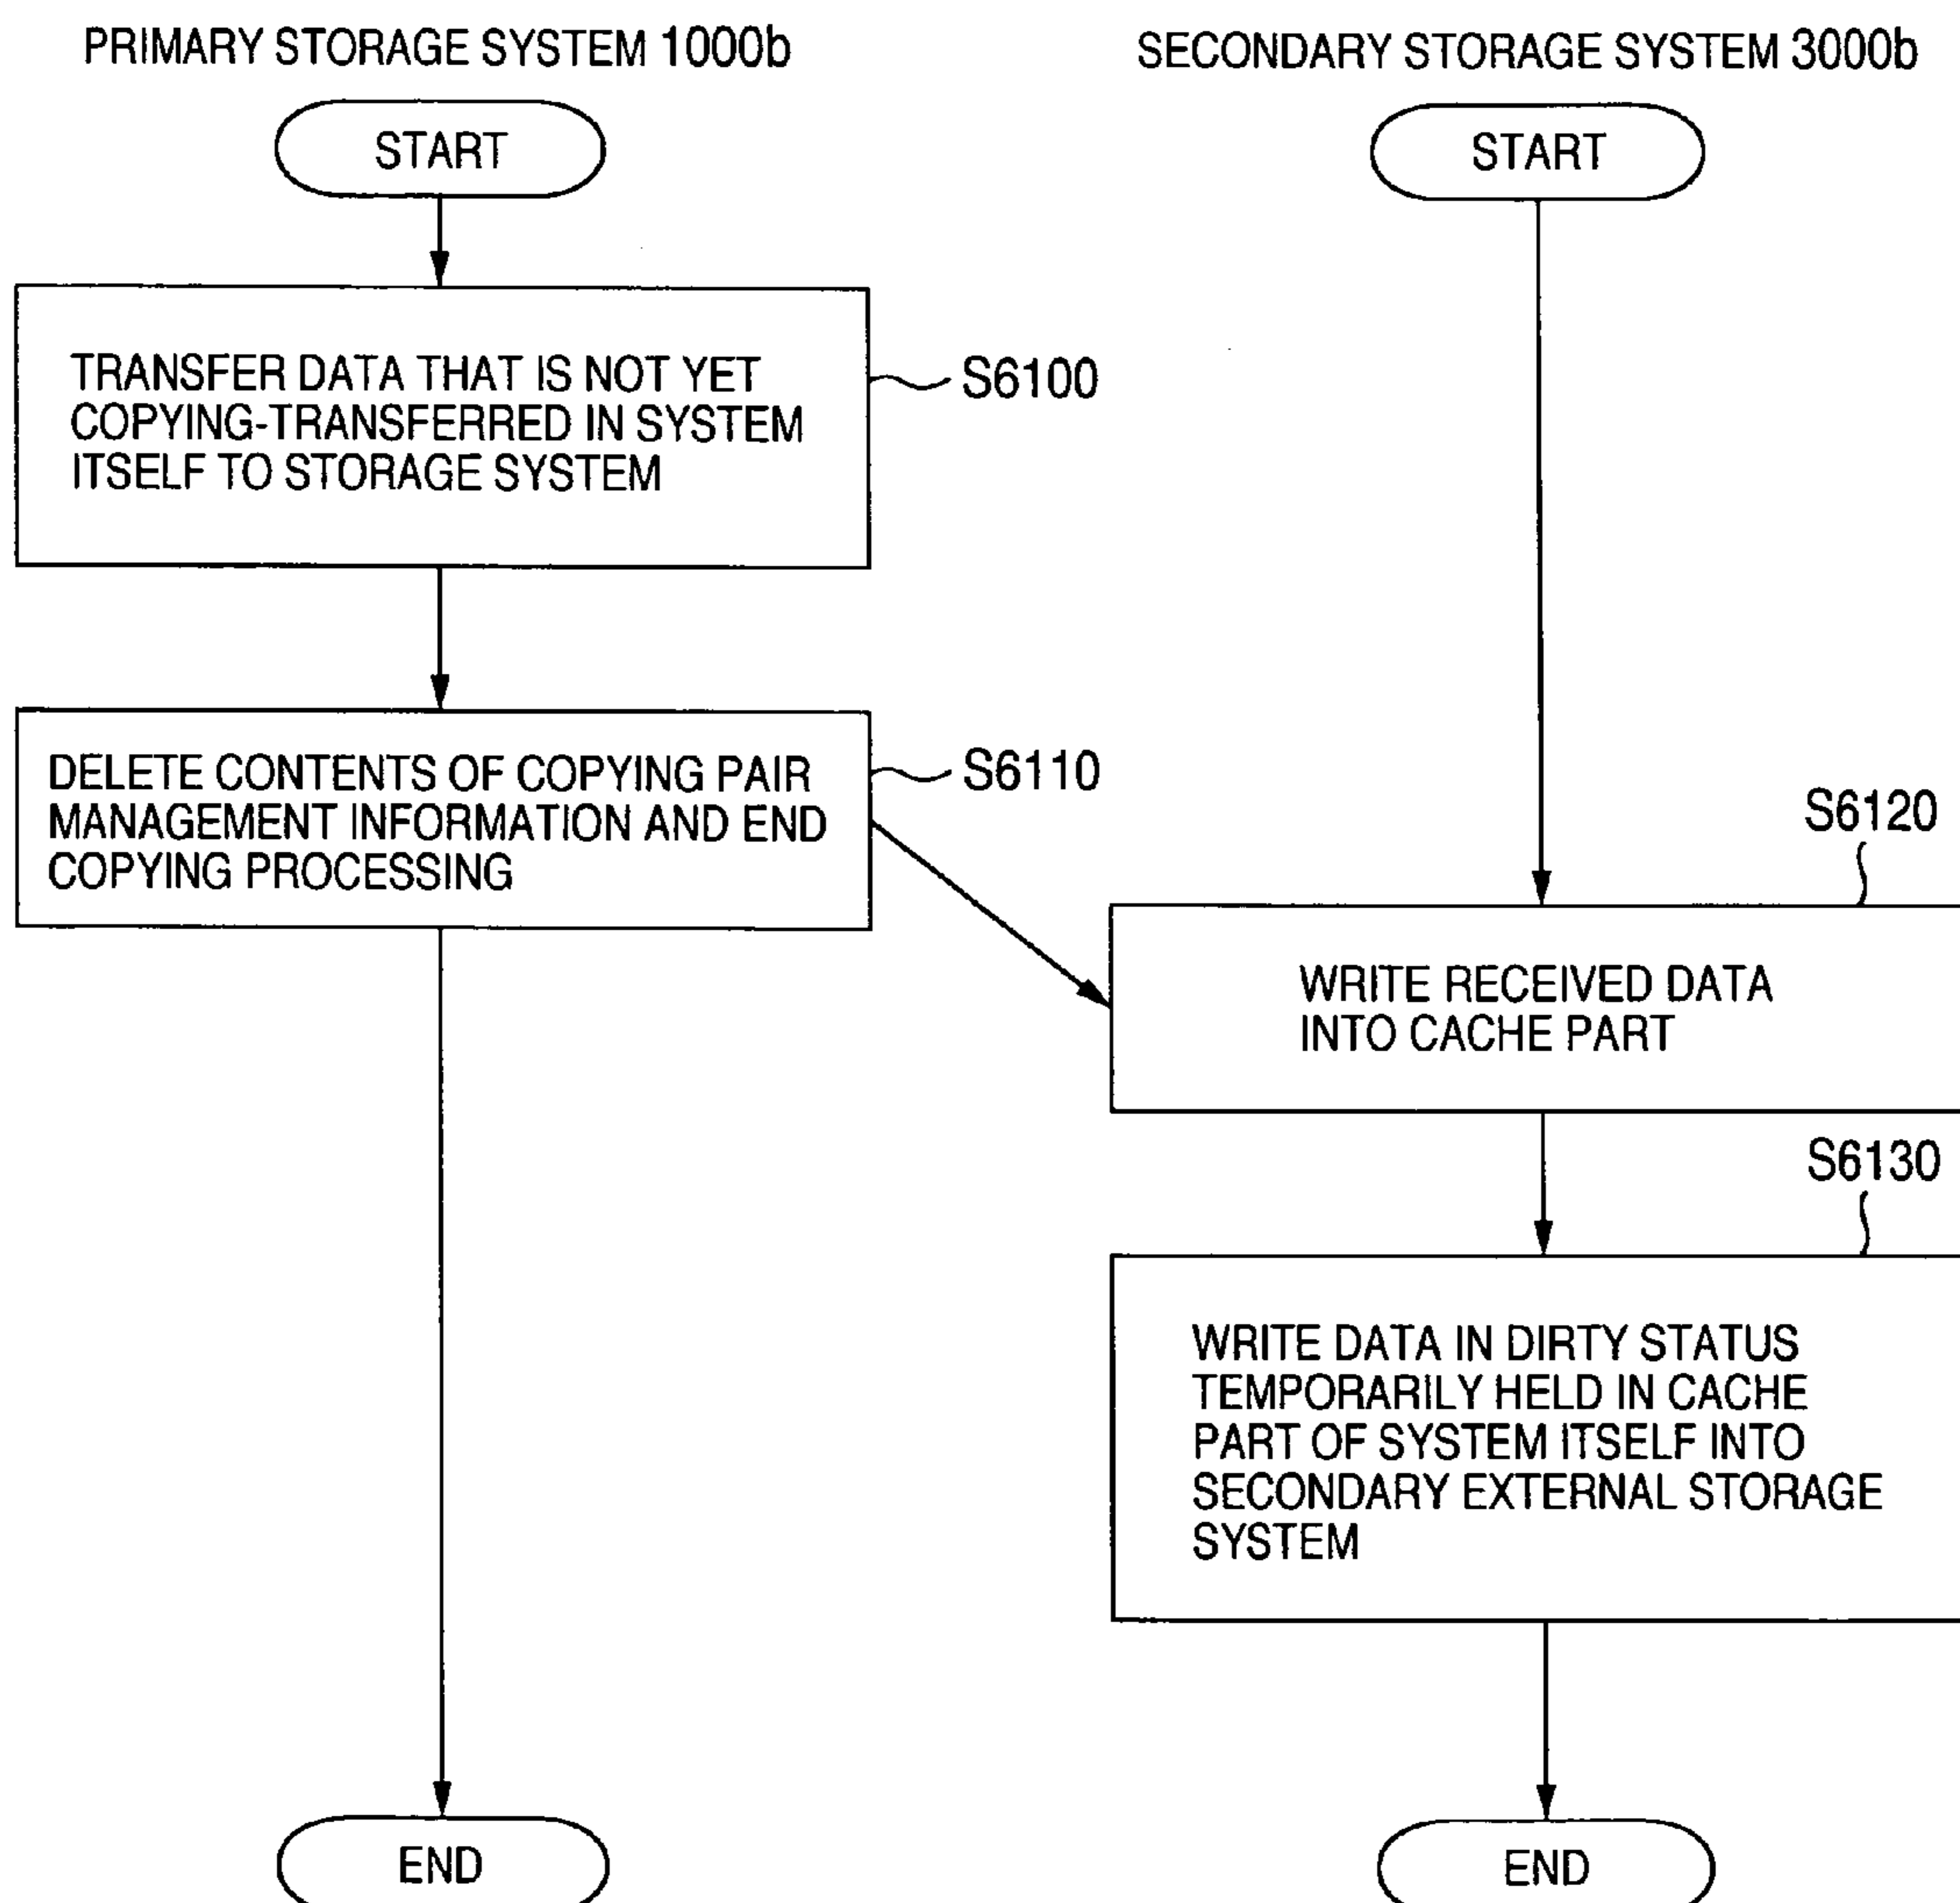 PRIMARY STORAGE SYSTEM 1000b
START
TRANSFER DATA THAT IS NOT YET
COPYING-TRANSFERRED IN SYSTEM
ITSELF TO STORAGE SYSTEM
S6100
DELETE CONTENTS OF COPYING PAIR
MANAGEMENT INFORMATION AND END
COPYING PROCESSING
S6110
END
SECONDARY STORAGE SYSTEM 3000b
START
S6120
WRITE RECEIVED DATA
INTO CACHE PART
S6130
WRITE DATA IN DIRTY STATUS
TEMPORARILY HELD IN CACHE
PART OF SYSTEM ITSELF INTO
SECONDARY EXTERNAL STORAGE
SYSTEM
END